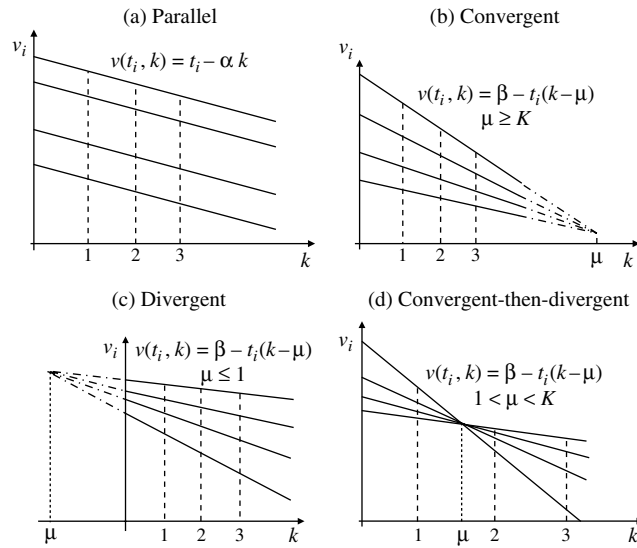 (a) Parallel
v_i
v(t_i, k) = t_i − α k
1 2 3 k
(b) Convergent
v_i
v(t_i, k) = β − t_i(k−μ)
μ ≥ K
1 2 3 μ k
(c) Divergent
v_i
v(t_i, k) = β − t_i(k−μ)
μ ≤ 1
μ 1 2 3 k
(d) Convergent-then-divergent
v_i
v(t_i, k) = β − t_i(k−μ)
1 < μ < K
1 μ 2 3 k